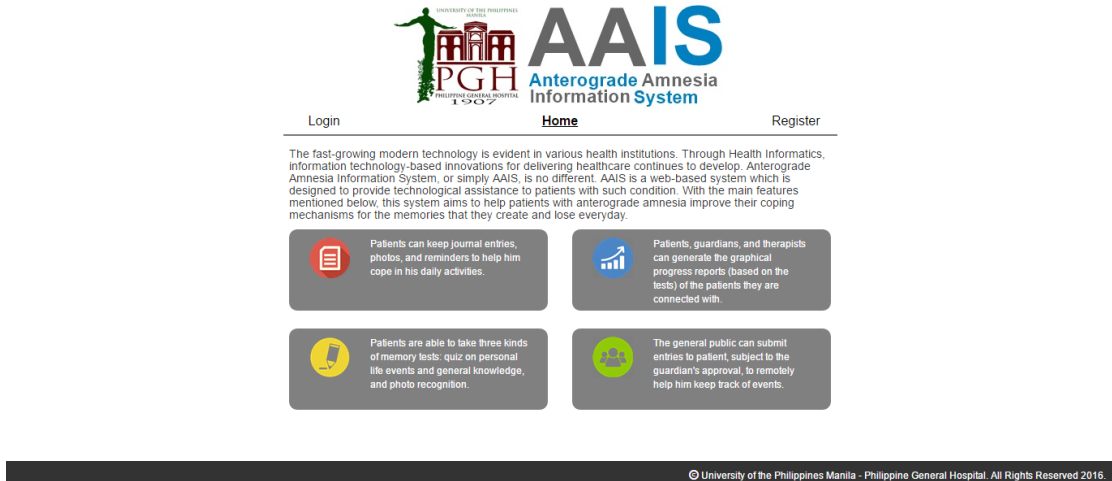 UNIVERSITY OF THE PHILIPPINES
MANILA
PGH
PHILIPPINE GENERAL HOSPITAL
1907
AAIS
Anterograde Amnesia
Information System
Login
Home
Register
The fast-growing modern technology is evident in various health institutions. Through Health Informatics,
information technology-based innovations for delivering healthcare continues to develop. Anterograde
Amnesia Information System, or simply AAIS, is no different. AAIS is a web-based system which is
designed to provide technological assistance to patients with such condition. With the main features
mentioned below, this system aims to help patients with anterograde amnesia improve their coping
mechanisms for the memories that they create and lose everyday.
Patients can keep journal entries,
photos, and reminders to help him
cope in his daily activities.
Patients, guardians, and therapists
can generate the graphical
progress reports (based on the
tests) of the patients they are
connected with.
Patients are able to take three kinds
of memory tests: quiz on personal
life events and general knowledge,
and photo recognition.
The general public can submit
entries to patient, subject to the
guardian's approval, to remotely
help him keep track of events.
© University of the Philippines Manila - Philippine General Hospital. All Rights Reserved 2016.